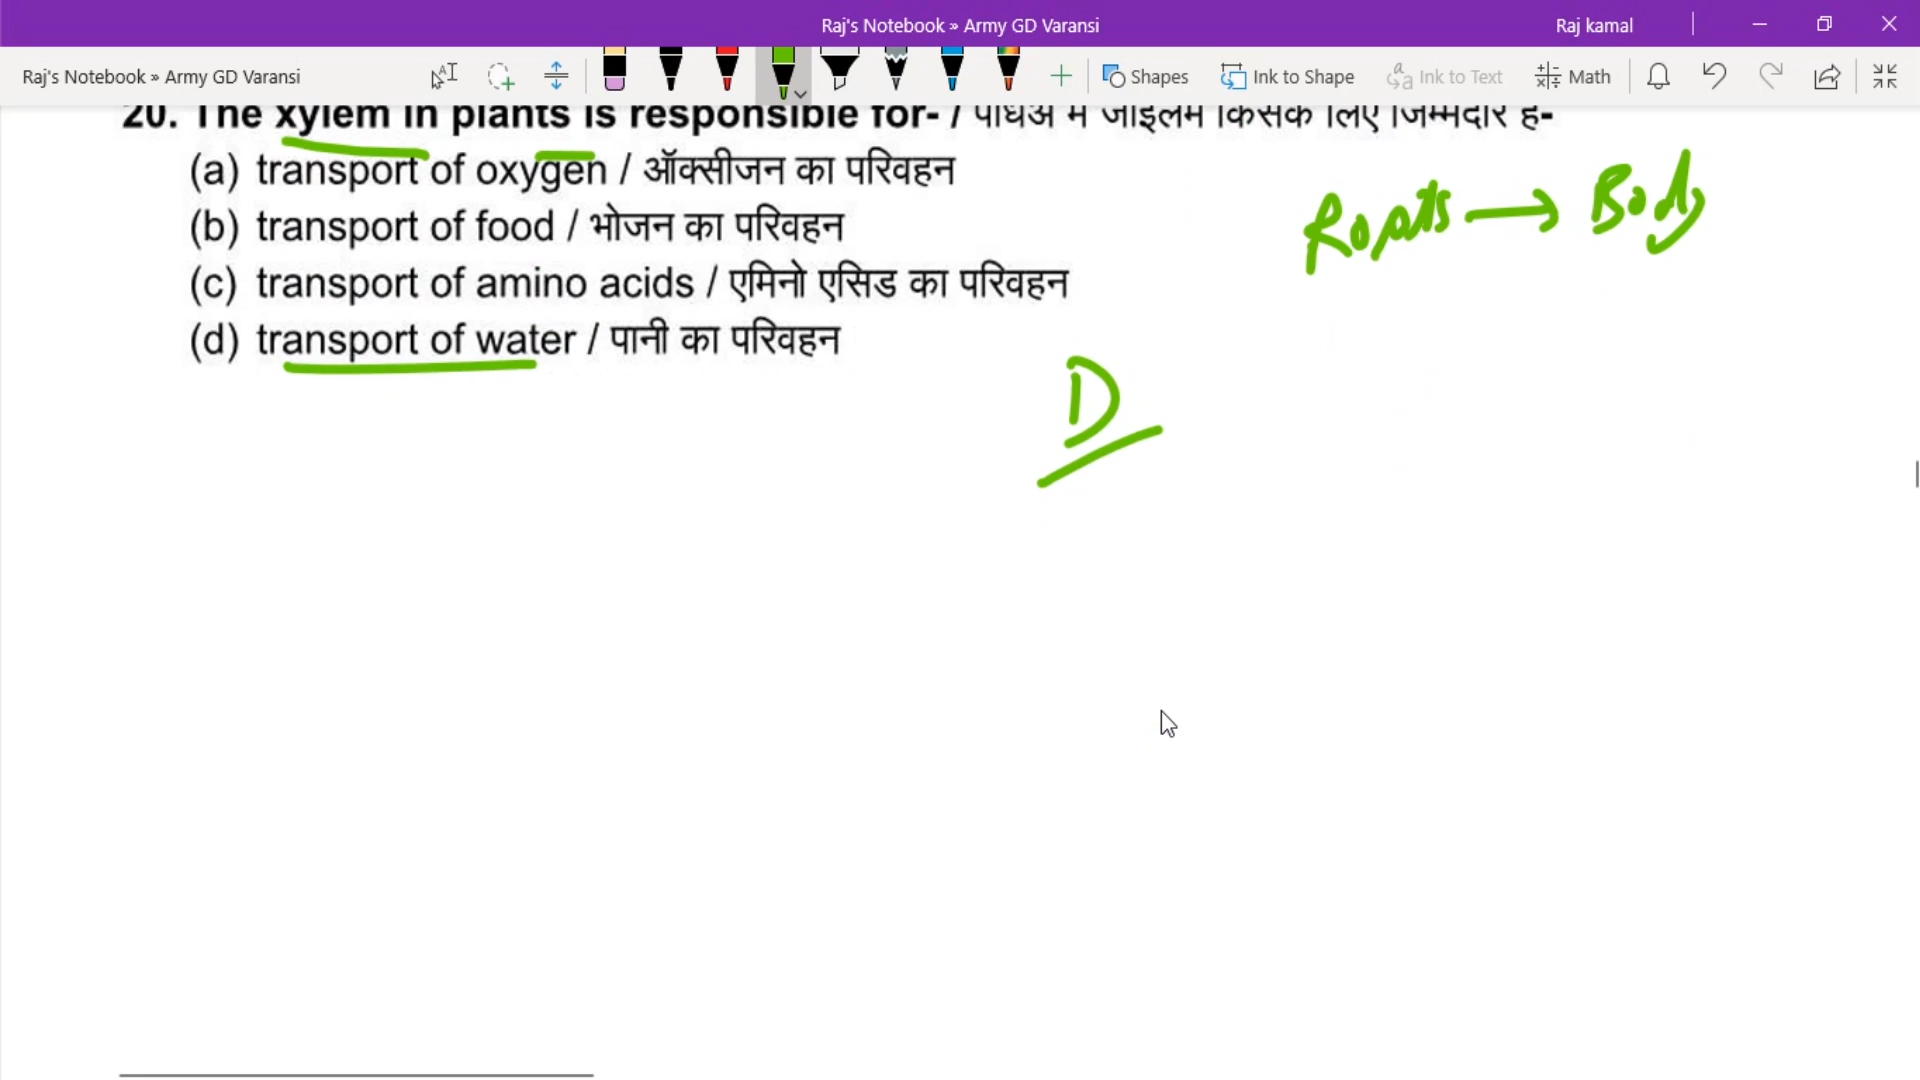 Raj's Notebook » Army GD Varansi
Raj kamal
Raj's Notebook » Army GD Varansi
Shapes
Ink to Shape
Ink to Text
Math
20. The xylem in plants is responsible for- / पौधों में जाइलम किसके लिए जिम्मेदार है-
(a) transport of oxygen / ऑक्सीजन का परिवहन
(b) transport of food / भोजन का परिवहन
(c) transport of amino acids / एमिनो एसिड का परिवहन
(d) transport of water / पानी का परिवहन
Roots → Body
D